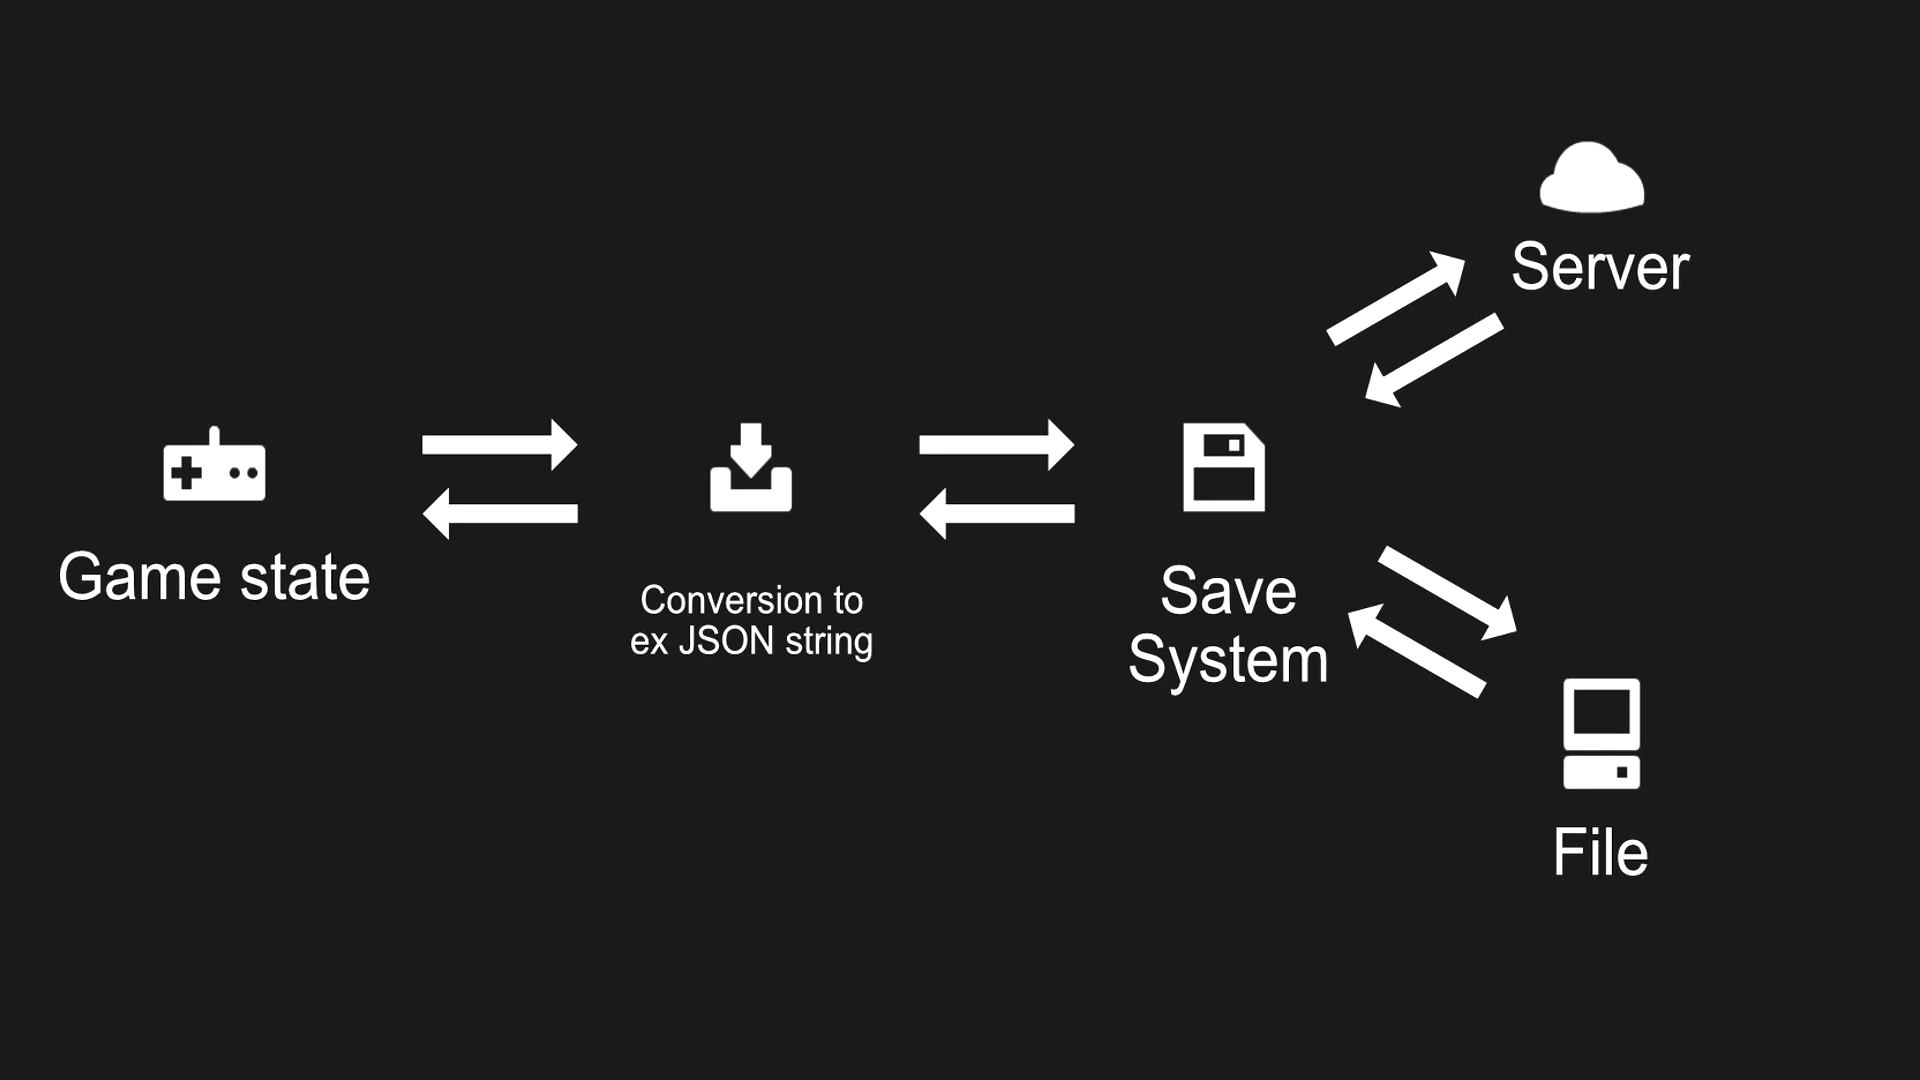 Server
Game state
Conversion to
ex JSON string
Save
System
File